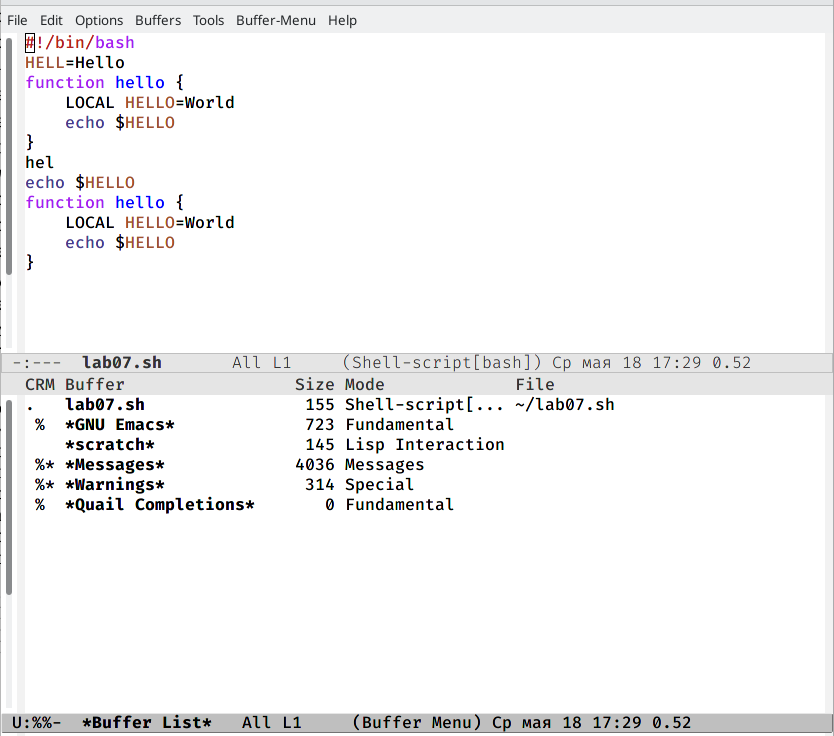 File Edit Options Buffers Tools Buffer-Menu Help
#!/bin/bash
HELL=Hello
function hello {
    LOCAL HELLO=World
    echo $HELLO
}
hel
echo $HELLO
function hello {
    LOCAL HELLO=World
    echo $HELLO
}
-:--- lab07.sh All L1 (Shell-script[bash]) Ср мая 18 17:29 0.52
CRM Buffer Size Mode File
. lab07.sh 155 Shell-script[... ~/lab07.sh
% *GNU Emacs* 723 Fundamental
*scratch* 145 Lisp Interaction
%* *Messages* 4036 Messages
%* *Warnings* 314 Special
% *Quail Completions* 0 Fundamental
U:%%- *Buffer List* All L1 (Buffer Menu) Ср мая 18 17:29 0.52